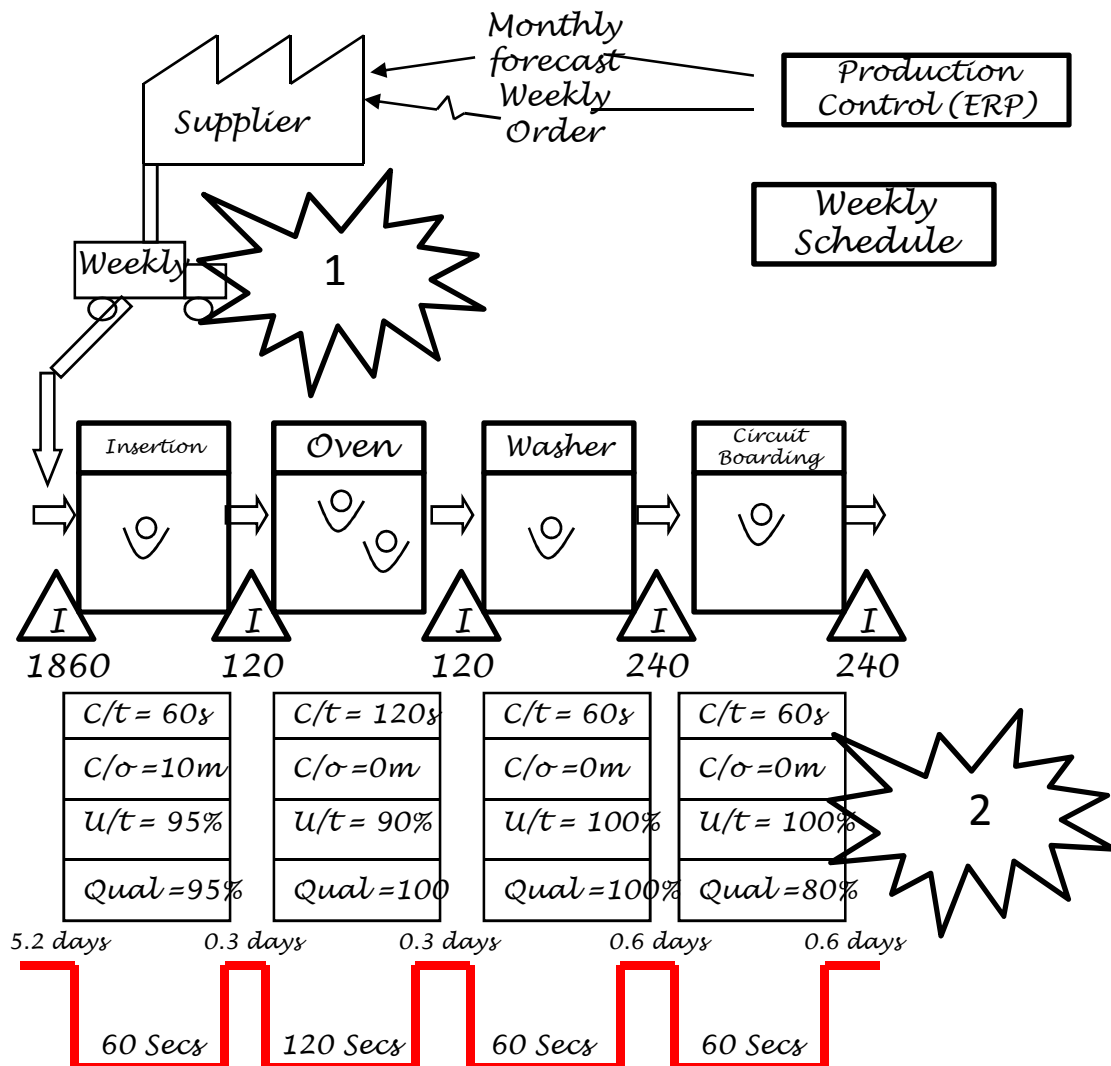 Monthly
forecast
Weekly
Order
Production
Control (ERP)
Supplier
Weekly
Schedule
Weekly
1
Insertion
Oven
Washer
Circuit
Boarding
I
I
I
I
I
1860
120
120
240
240
C/t = 60s
C/t = 120s
C/t = 60s
C/t = 60s
C/o =10m
C/o =0m
C/o =0m
C/o =0m
U/t = 95%
U/t = 90%
U/t = 100%
U/t = 100%
2
Qual =95%
Qual =100
Qual =100%
Qual =80%
5.2 days
0.3 days
0.3 days
0.6 days
0.6 days
60 Secs
120 Secs
60 Secs
60 Secs